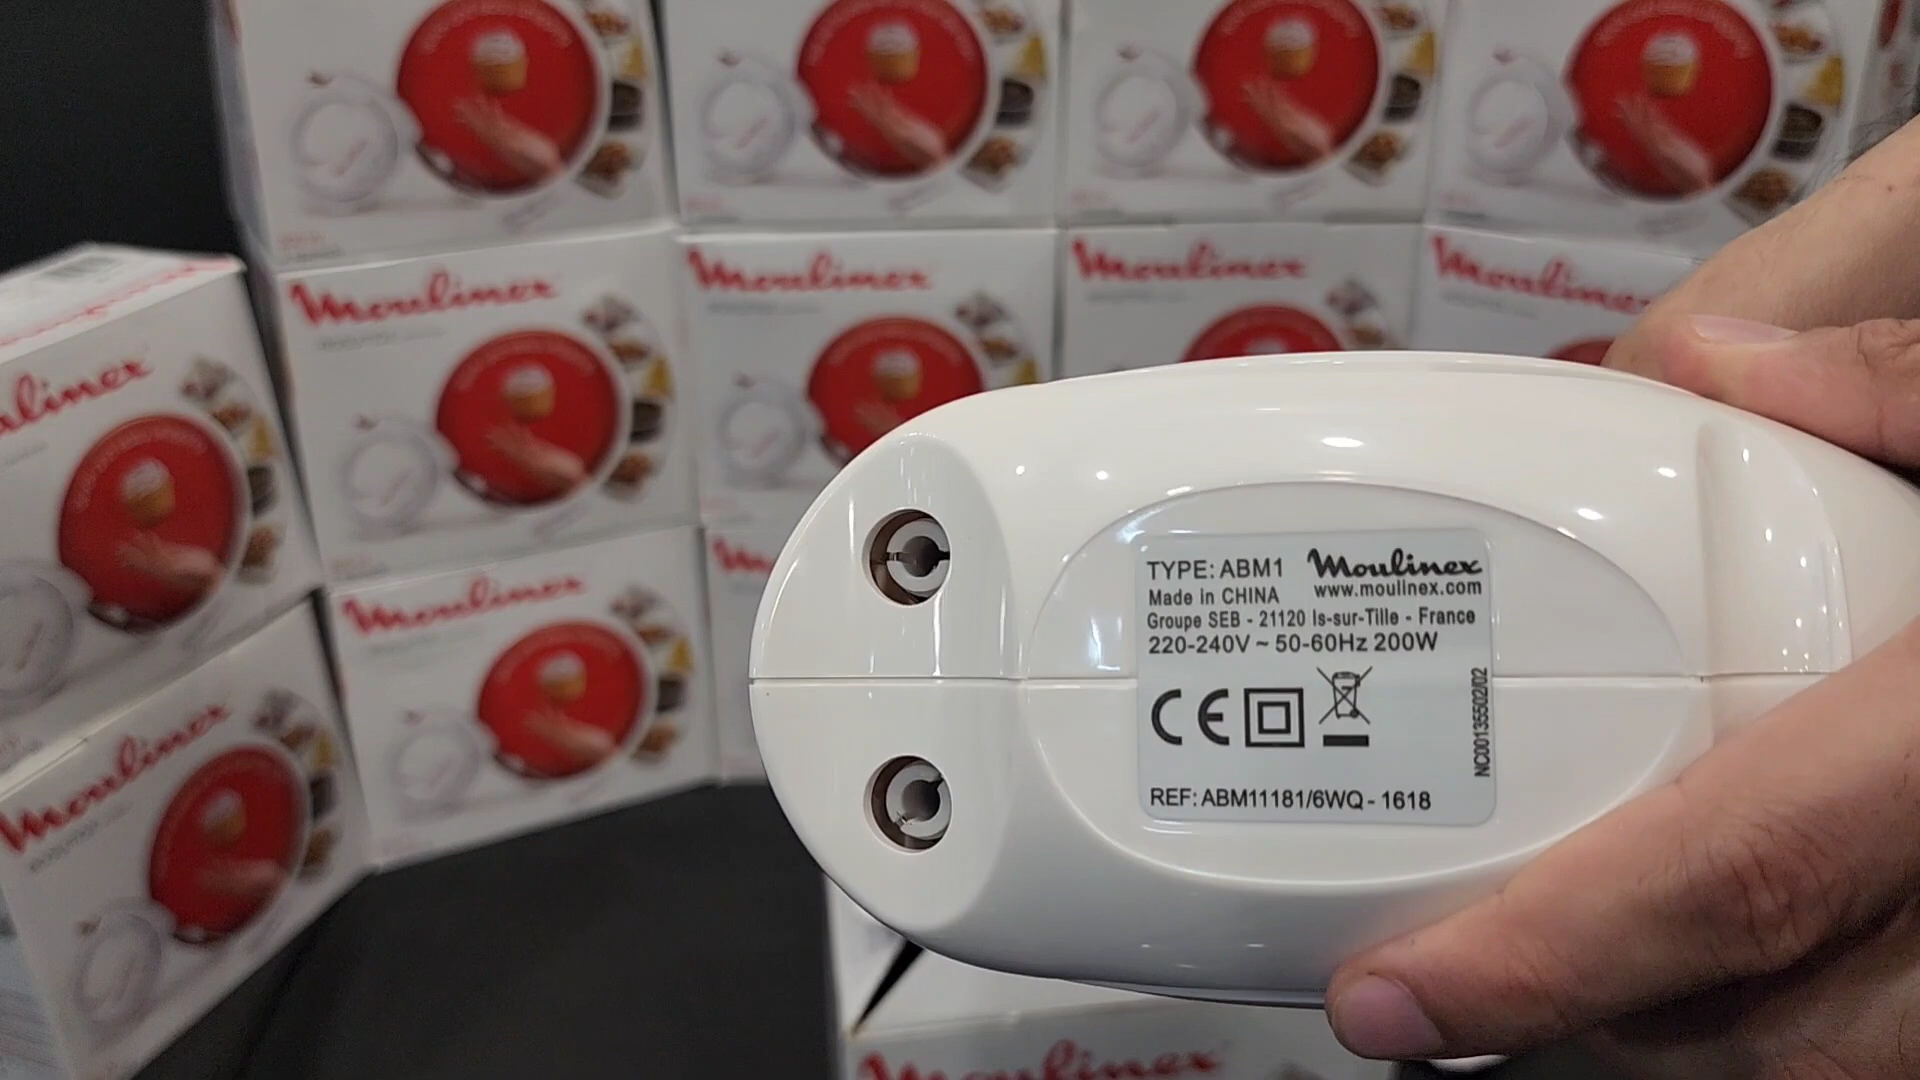 Moulinex
Moulinex
Moulinex
Moulinex
Moulinex
Moulinex
Moulinex
TYPE: ABM1 Moulinex
www.moulinex.com
Made in CHINA
Groupe SEB - 21120 Is-sur-Tille - France
220-240V ~ 50-60Hz 200W
CE
NC00135502/02
REF: ABM11181/6WQ - 1618
Moulinex